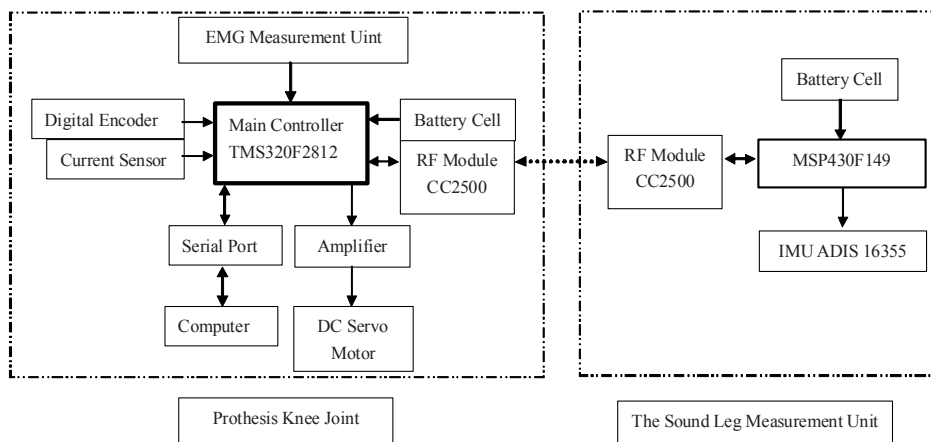 EMG Measurement Uint
Digital Encoder
Current Sensor
Main Controller
TMS320F2812
Battery Cell
RF Module
CC2500
Serial Port
Amplifier
Computer
DC Servo
Motor
Prothesis Knee Joint
Battery Cell
RF Module
CC2500
MSP430F149
IMU ADIS 16355
The Sound Leg Measurement Unit